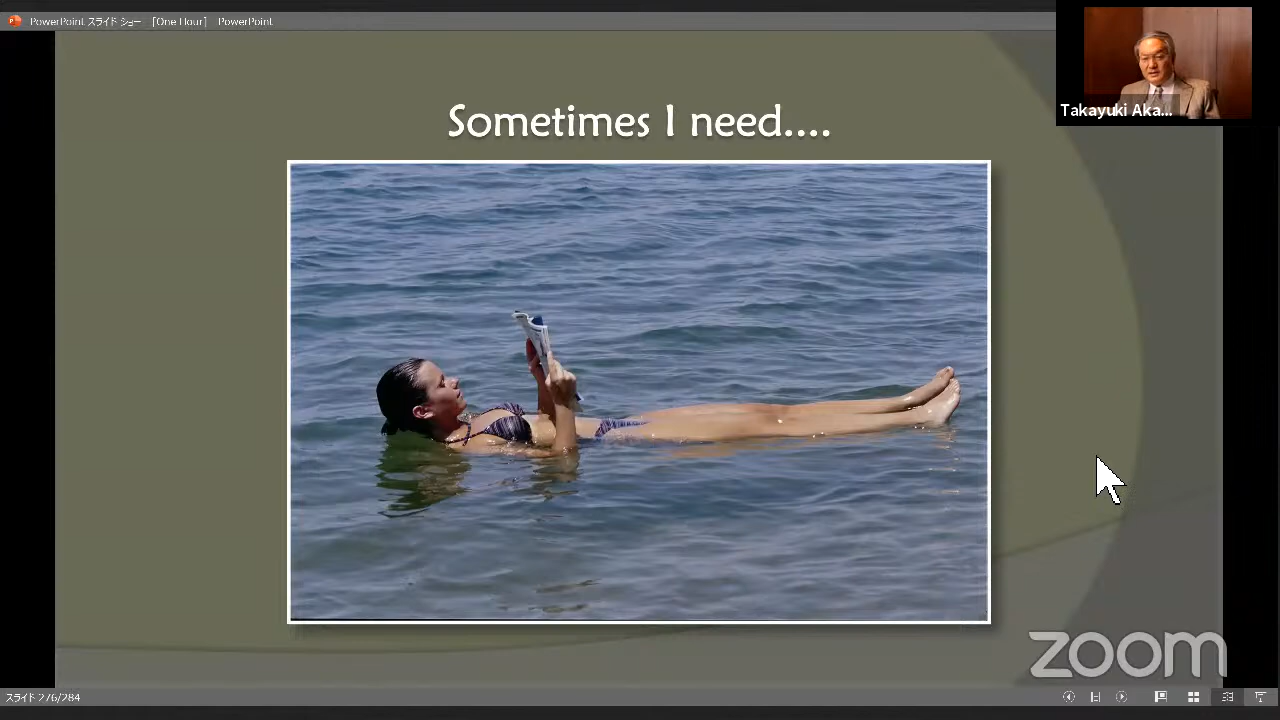 PowerPoint スライド ショー - [One Hour] - PowerPoint
Takayuki Aka...
Sometimes I need....
zoom
スライド 276/284